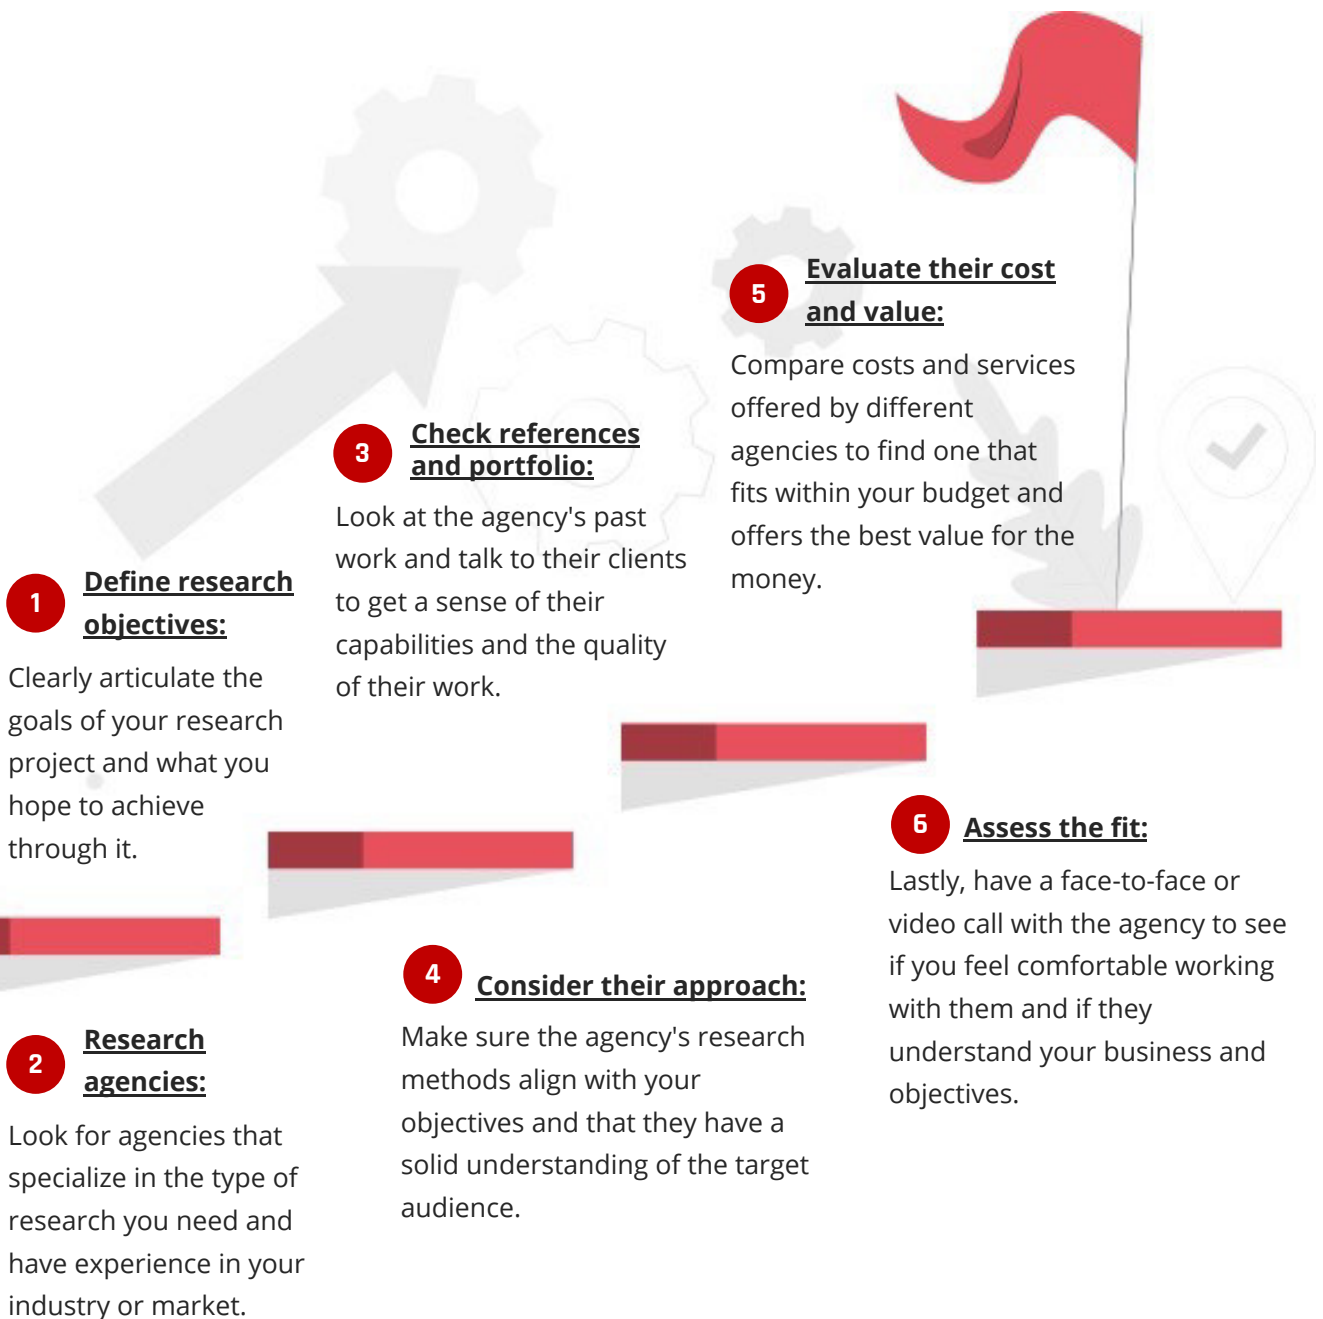 1
Define research
objectives:
Clearly articulate the
goals of your research
project and what you
hope to achieve
through it.
2
Research
agencies:
Look for agencies that
specialize in the type of
research you need and
have experience in your
industry or market.
3
Check references
and portfolio:
Look at the agency's past
work and talk to their clients
to get a sense of their
capabilities and the quality
of their work.
4
Consider their approach:
Make sure the agency's research
methods align with your
objectives and that they have a
solid understanding of the target
audience.
5
Evaluate their cost
and value:
Compare costs and services
offered by different
agencies to find one that
fits within your budget and
offers the best value for the
money.
6
Assess the fit:
Lastly, have a face-to-face or
video call with the agency to see
if you feel comfortable working
with them and if they
understand your business and
objectives.